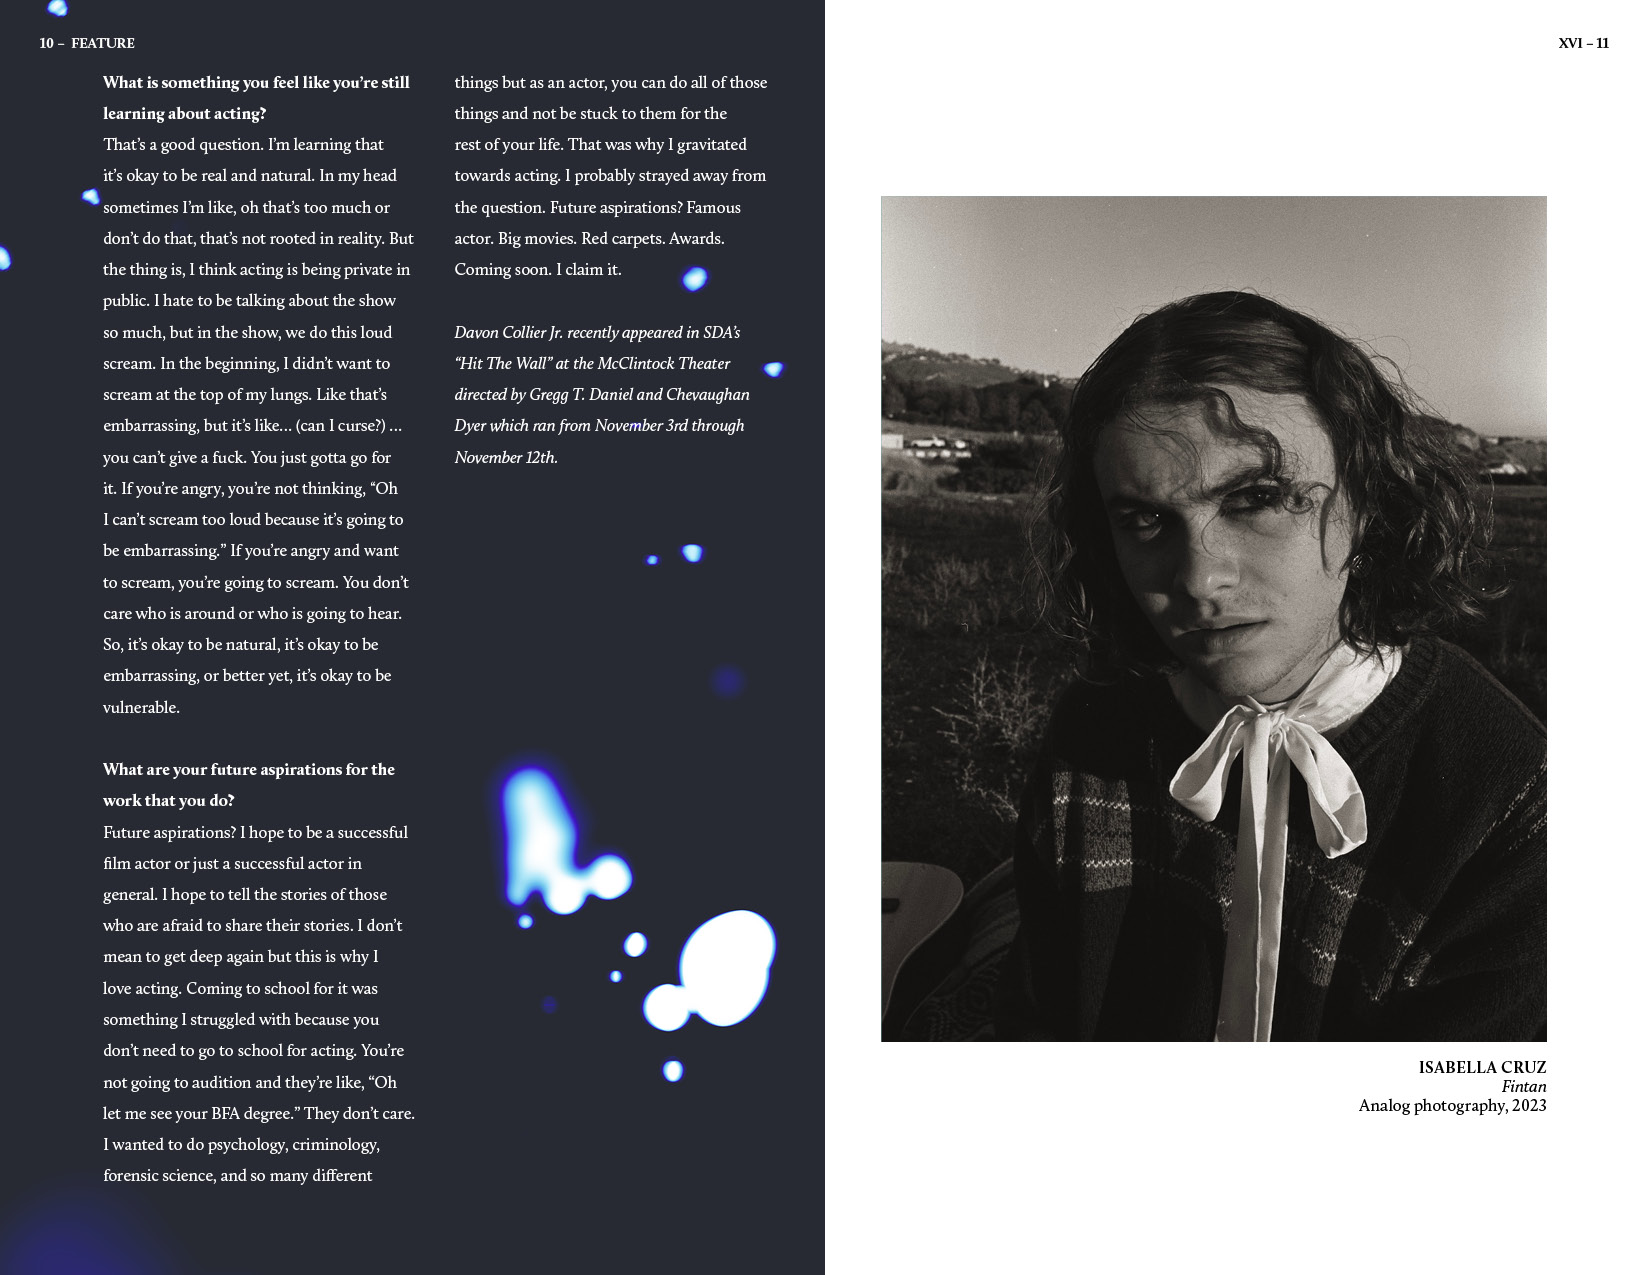 10 – FEATURE
What is something you feel like you’re still
learning about acting?
That’s a good question. I’m learning that
it’s okay to be real and natural. In my head
sometimes I’m like, oh that’s too much or
don’t do that, that’s not rooted in reality. But
the thing is, I think acting is being private in
public. I hate to be talking about the show
so much, but in the show, we do this loud
scream. In the beginning, I didn’t want to
scream at the top of my lungs. Like that’s
embarrassing, but it’s like… (can I curse?) …
you can’t give a fuck. You just gotta go for
it. If you’re angry, you’re not thinking, “Oh
I can’t scream too loud because it’s going to
be embarrassing.” If you’re angry and want
to scream, you’re going to scream. You don’t
care who is around or who is going to hear.
So, it’s okay to be natural, it’s okay to be
embarrassing, or better yet, it’s okay to be
vulnerable.
What are your future aspirations for the
work that you do?
Future aspirations? I hope to be a successful
film actor or just a successful actor in
general. I hope to tell the stories of those
who are afraid to share their stories. I don’t
mean to get deep again but this is why I
love acting. Coming to school for it was
something I struggled with because you
don’t need to go to school for acting. You’re
not going to audition and they’re like, “Oh
let me see your BFA degree.” They don’t care.
I wanted to do psychology, criminology,
forensic science, and so many different
things but as an actor, you can do all of those
things and not be stuck to them for the
rest of your life. That was why I gravitated
towards acting. I probably strayed away from
the question. Future aspirations? Famous
actor. Big movies. Red carpets. Awards.
Coming soon. I claim it.
Davon Collier Jr. recently appeared in SDA’s
“Hit The Wall” at the McClintock Theater
directed by Gregg T. Daniel and Chevaughan
Dyer which ran from November 3rd through
November 12th.
XVI – 11
ISABELLA CRUZ
Fintan
Analog photography, 2023